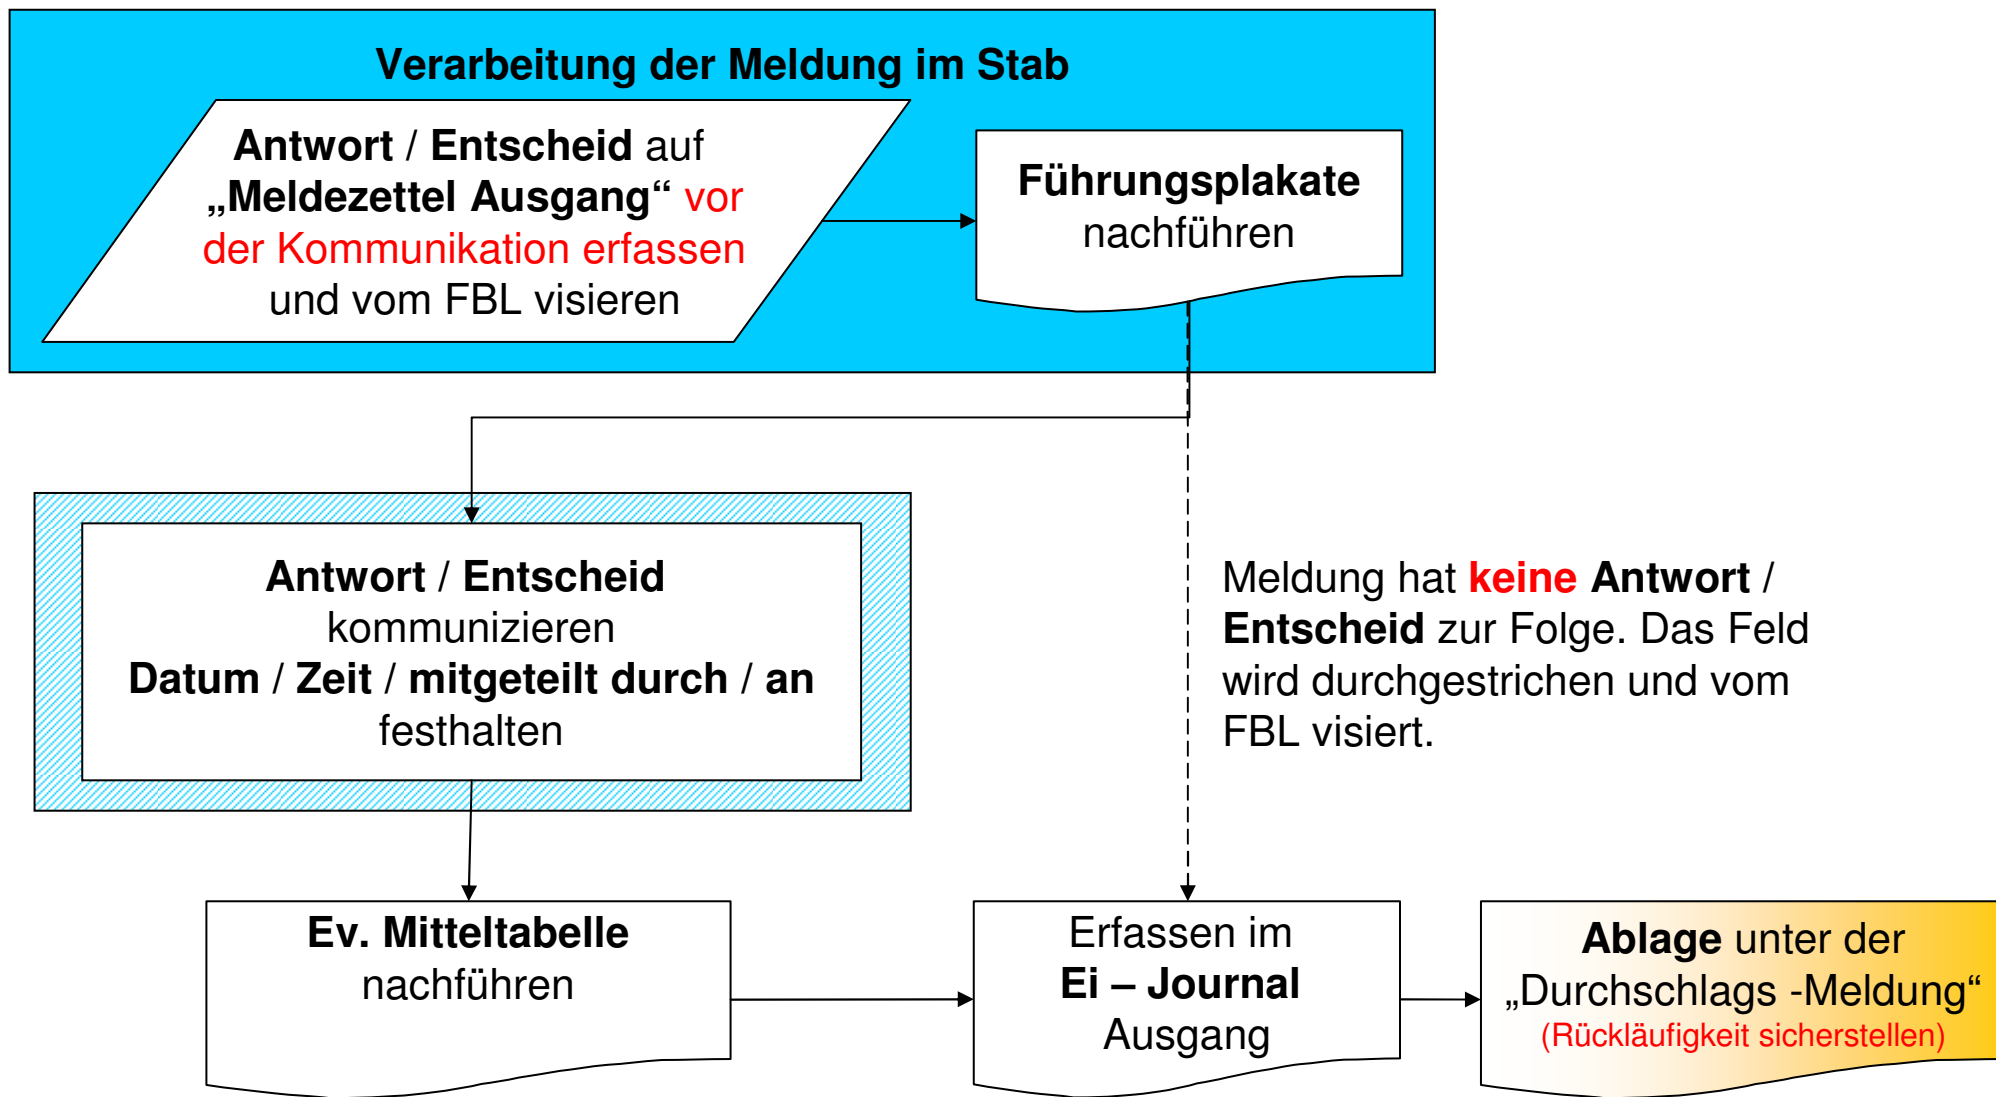 Verarbeitung der Meldung im Stab
Antwort / Entscheid auf
„Meldezettel Ausgang“ vor
der Kommunikation erfassen
und vom FBL visieren
Führungsplakate
nachführen
Antwort / Entscheid
kommunizieren
Datum / Zeit / mitgeteilt durch / an
festhalten
Meldung hat keine Antwort /
Entscheid zur Folge. Das Feld
wird durchgestrichen und vom
FBL visiert.
Ev. Mitteltabelle
nachführen
Erfassen im
Ei – Journal
Ausgang
Ablage unter der
„Durchschlags -Meldung“
(Rückläufigkeit sicherstellen)